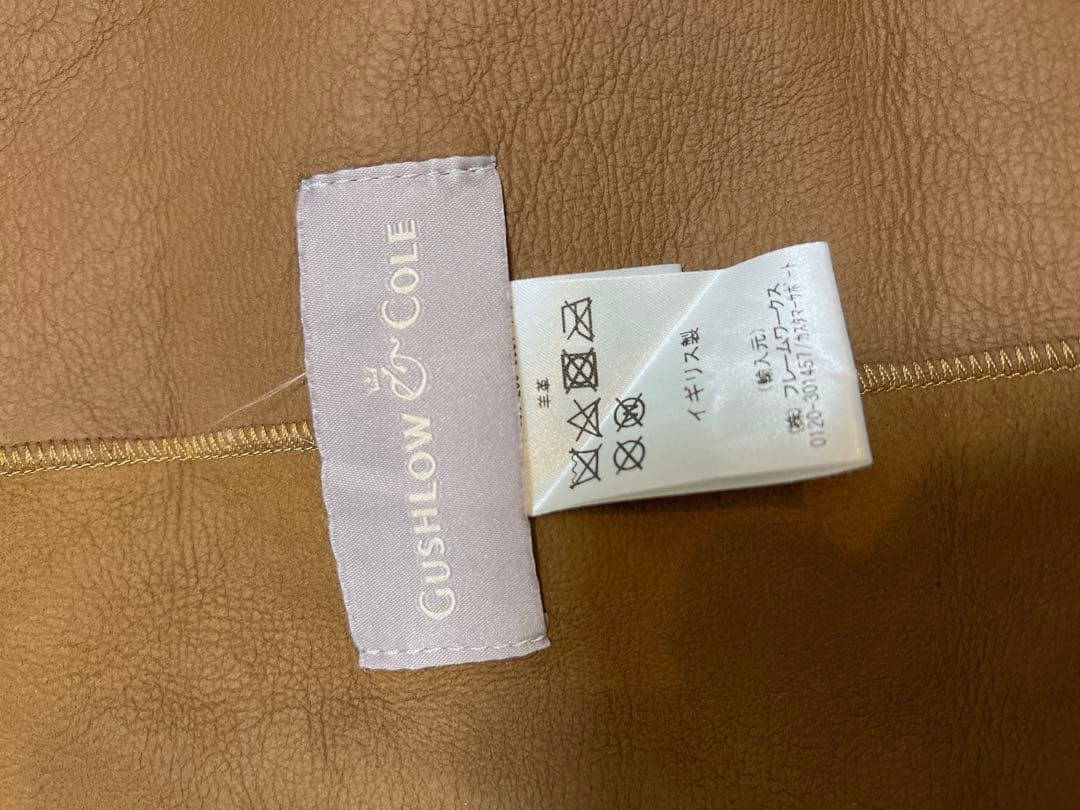 GUSHLOW & COLE
羊革
イギリス製
(輸入元)
(株)フレームワークス
0120-301457/カスタマーサポート